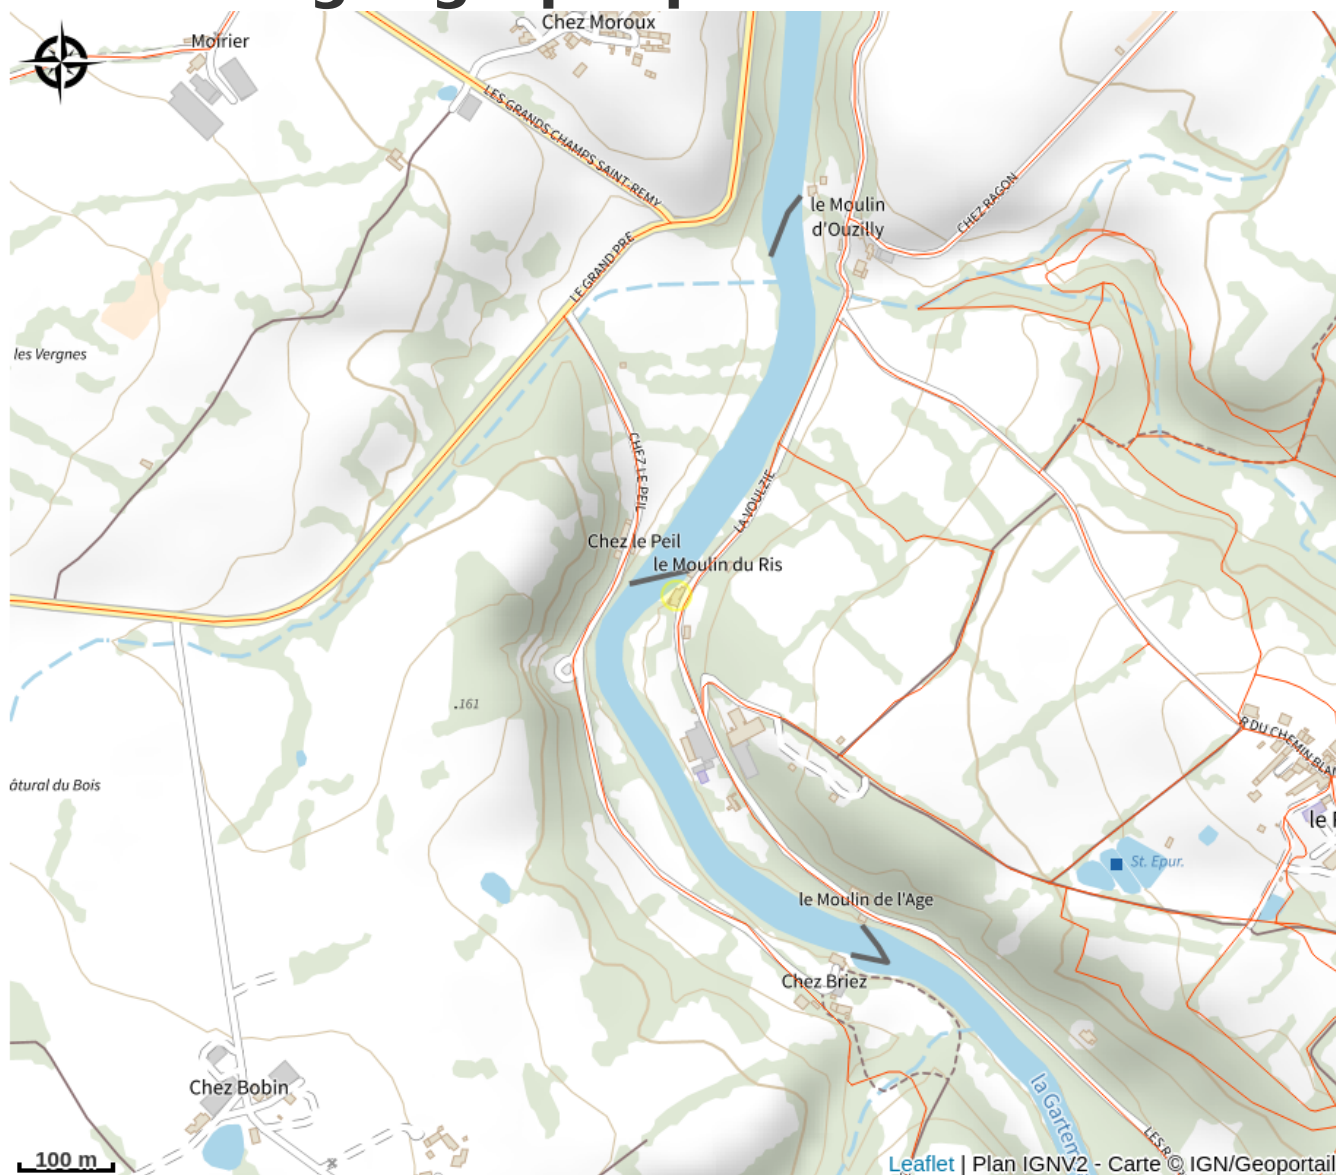 Chez Moroux
Moirier
LES GRANDS CHAMPS SAINT-REMY
le Moulin
d'Ouzilly
CHEZ RAGON
LE GRAND PRE
les Vergnes
CHEZ LE PEIL
LA VOULZIE
Chez le Peil
le Moulin du Ris
.161
R DU CHEMIN BLAN
âtural du Bois
le
St. Epur.
le Moulin de l'Age
Chez Briez
Chez Bobin
la Gartem
LES R
100 m
Leaflet | Plan IGNV2 - Carte © IGN/Geoportail